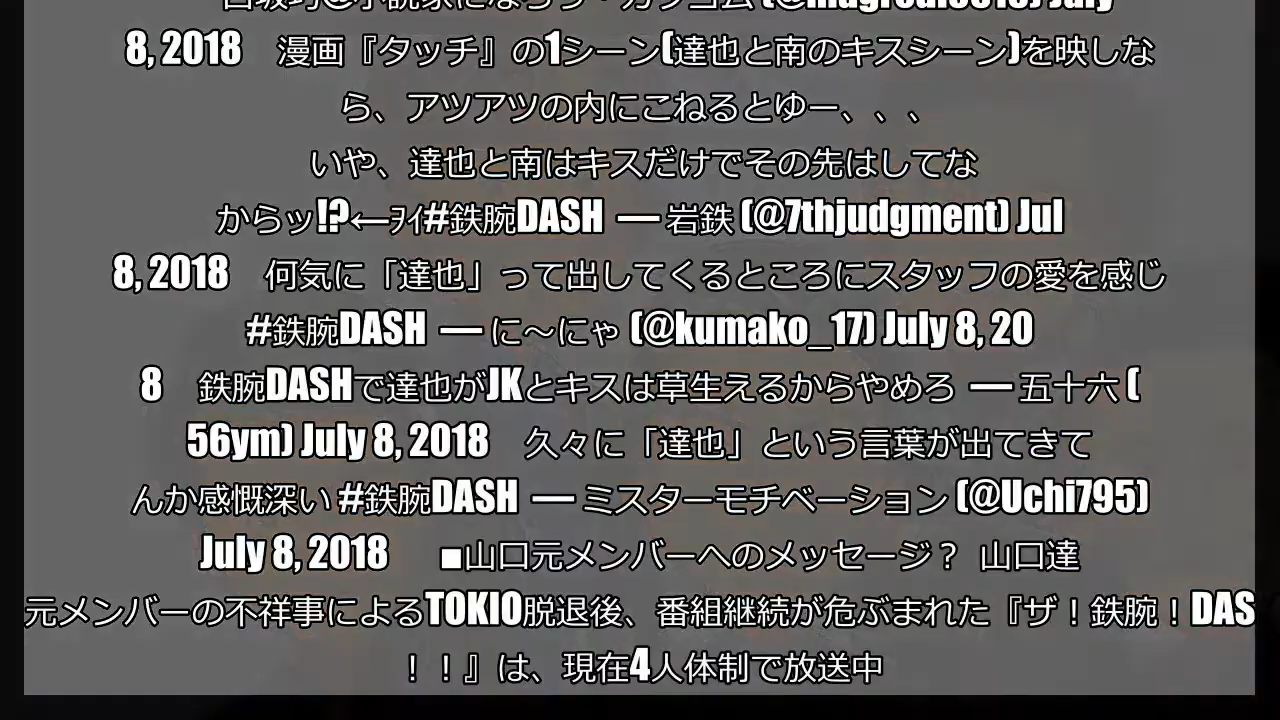 8, 2018　漫画『タッチ』の1シーン(達也と南のキスシーン)を映しな
ら、アツアツの内にこねるとゆー、、、
いや、達也と南はキスだけでその先はしてな
からッ!?←ｦｲ#鉄腕DASH — 岩鉄 (@7thjudgment) Jul
8, 2018　何気に「達也」って出してくるところにスタッフの愛を感じ
#鉄腕DASH — に～にゃ (@kumako_17) July 8, 20
8　鉄腕DASHで達也がJKとキスは草生えるからやめろ — 五十六 (
56ym) July 8, 2018　久々に「達也」という言葉が出てきて
んか感慨深い #鉄腕DASH — ミスターモチベーション (@Uchi795)
July 8, 2018　■山口元メンバーへのメッセージ？ 山口達
元メンバーの不祥事によるTOKIO脱退後、番組継続が危ぶまれた『ザ！鉄腕！DAS
！！』は、現在4人体制で放送中